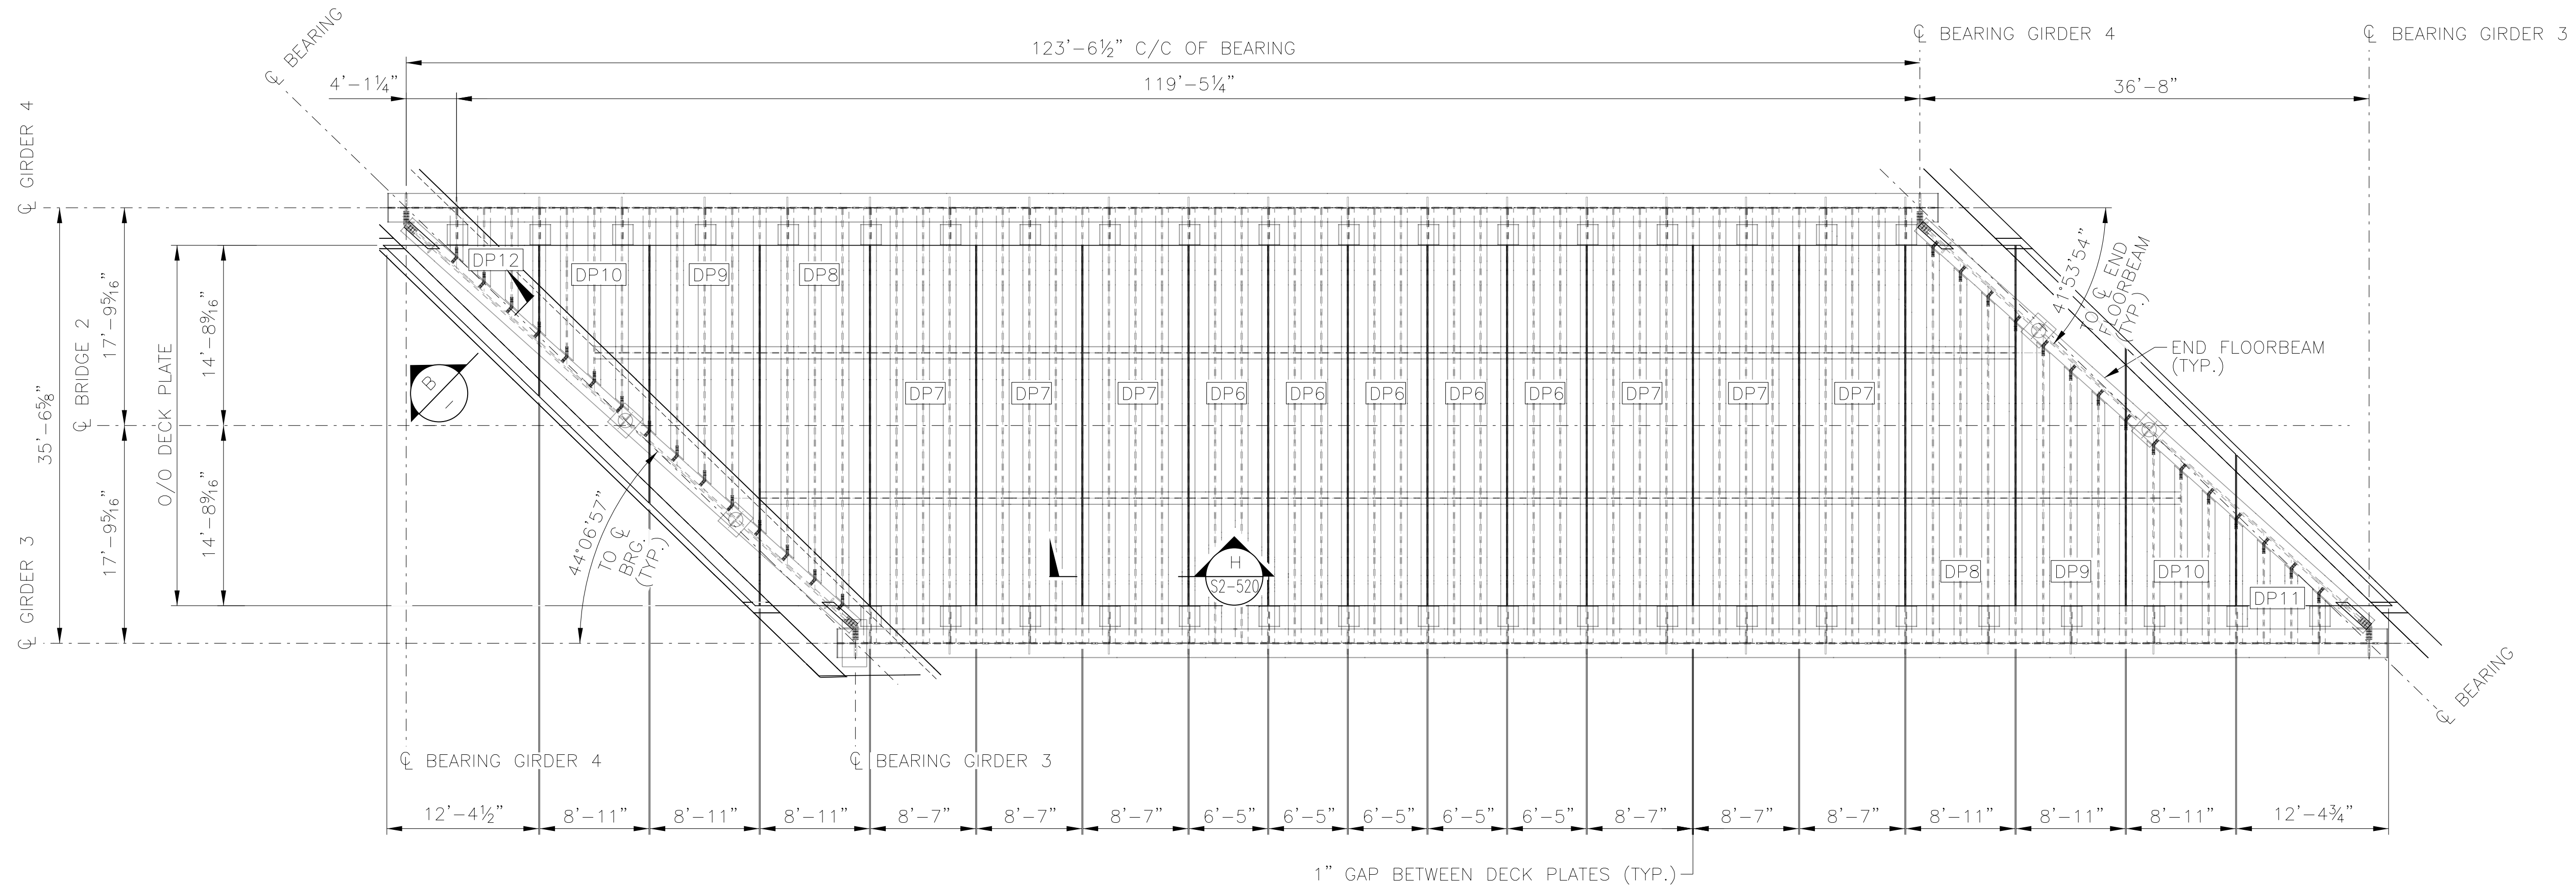 ℄ BEARING
123'-6½" C/C OF BEARING
℄ BEARING GIRDER 4
℄ BEARING GIRDER 3
4'-1¼"
119'-5¼"
36'-8"
℄ GIRDER 4
35'-6⅝"
℄ GIRDER 3
℄ BRIDGE 2
17'-9⁵⁄₁₆"
17'-9⁵⁄₁₆"
O/O DECK PLATE
14'-8⁹⁄₁₆"
14'-8⁹⁄₁₆"
DP12
DP10
DP9
DP8
B
–
41°53'54"
TO ℄ END
FLOORBEAM
(TYP.)
END FLOORBEAM
(TYP.)
DP7
DP7
DP7
DP6
DP6
DP6
DP6
DP6
DP7
DP7
DP7
44°06'57"
TO ℄
BRG.
(TYP.)
H
S2-520
DP8
DP9
DP10
DP11
℄ BEARING
℄ BEARING GIRDER 4
℄ BEARING GIRDER 3
12'-4½"
8'-11"
8'-11"
8'-11"
8'-7"
8'-7"
8'-7"
6'-5"
6'-5"
6'-5"
6'-5"
6'-5"
8'-7"
8'-7"
8'-7"
8'-11"
8'-11"
8'-11"
12'-4¾"
1" GAP BETWEEN DECK PLATES (TYP.)